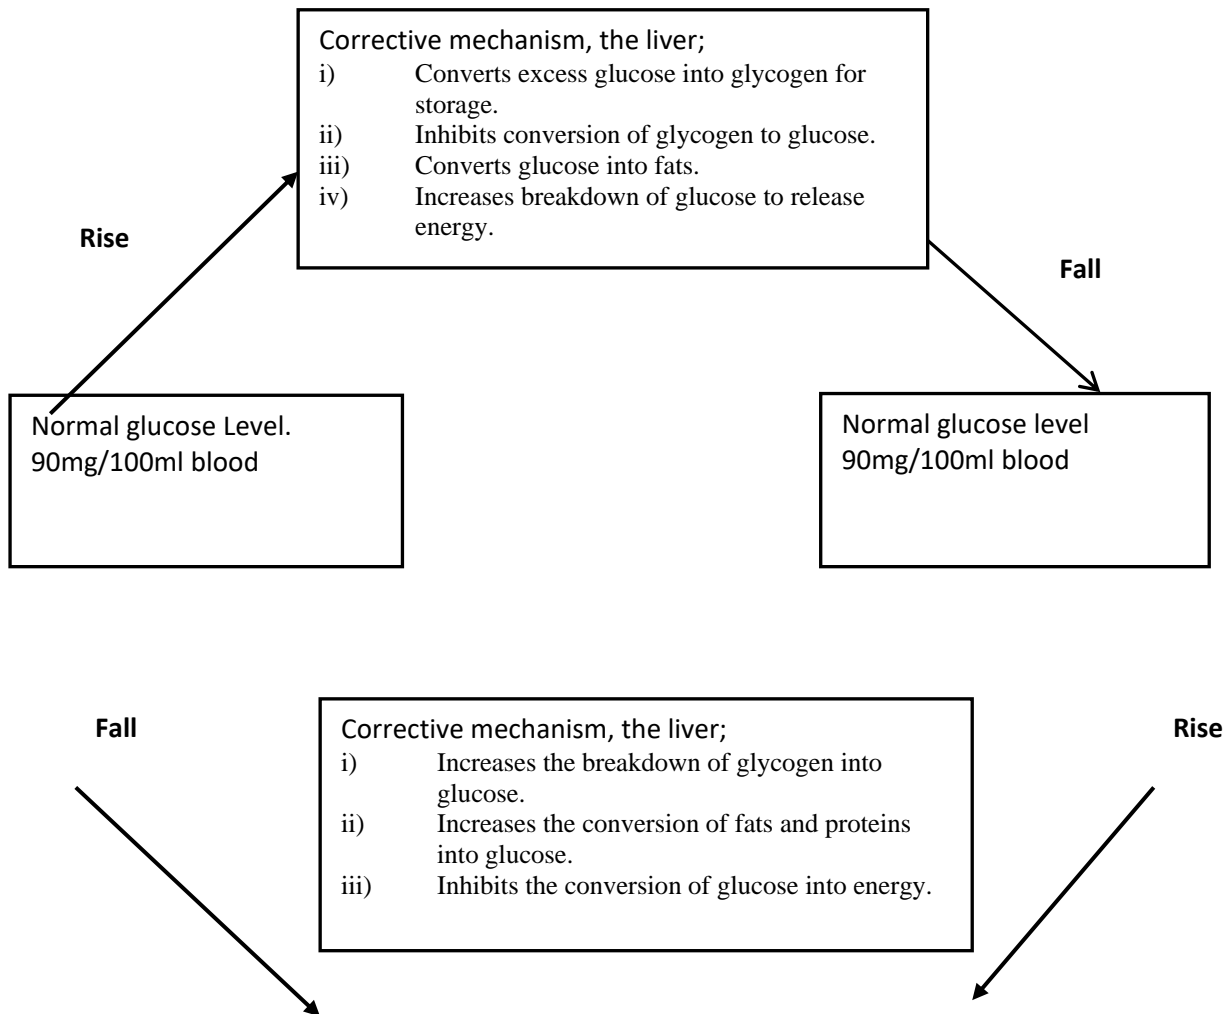 Corrective mechanism, the liver;
i) Converts excess glucose into glycogen for
storage.
ii) Inhibits conversion of glycogen to glucose.
iii) Converts glucose into fats.
iv) Increases breakdown of glucose to release
energy.
Rise
Fall
Normal glucose Level.
90mg/100ml blood
Normal glucose level
90mg/100ml blood
Fall
Corrective mechanism, the liver;
i) Increases the breakdown of glycogen into
glucose.
ii) Increases the conversion of fats and proteins
into glucose.
iii) Inhibits the conversion of glucose into energy.
Rise